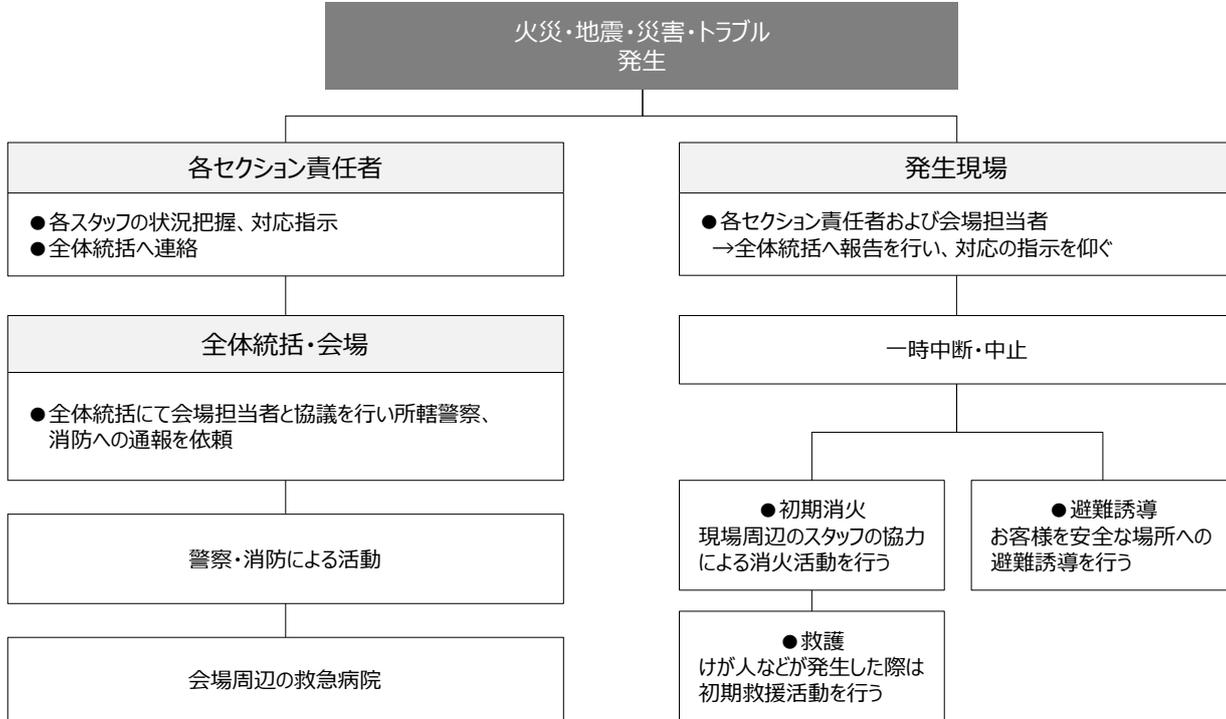 火災・地震・災害・トラブル
発生
各セクション責任者
●各スタッフの状況把握、対応指示
●全体統括へ連絡
全体統括・会場
●全体統括にて会場担当者と協議を行い所轄警察、
消防への通報を依頼
警察・消防による活動
会場周辺の救急病院
発生現場
●各セクション責任者および会場担当者
→全体統括へ報告を行い、対応の指示を仰ぐ
一時中断・中止
●初期消火
現場周辺のスタッフの協力
による消火活動を行う
●避難誘導
お客様を安全な場所への
避難誘導を行う
●救護
けが人などが発生した際は
初期救援活動を行う